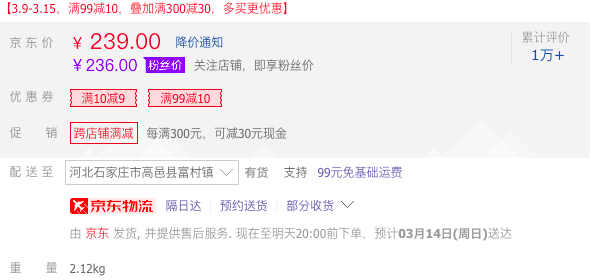 【3.9-3.15，满99减10，叠加满300减30，多买更优惠】
京东价 ￥ 239.00 降价通知 累计评价
￥236.00 粉丝价 关注店铺，即享粉丝价 1万+
优惠券 满10减9 满99减10
促销 跨店铺满减 每满300元，可减30元现金
配送至 河北石家庄市高邑县富村镇 有货 支持 99元免基础运费
京东物流 隔日达 预约送货 部分收货
由 京东 发货, 并提供售后服务. 现在至明天20:00前下单，预计03月14日(周日)送达
重量 2.12kg